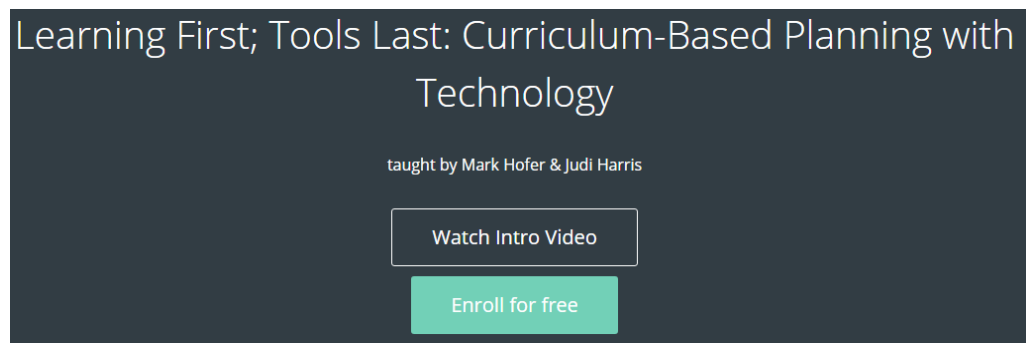 Learning First; Tools Last: Curriculum-Based Planning with
Technology
taught by Mark Hofer & Judi Harris
Watch Intro Video
Enroll for free